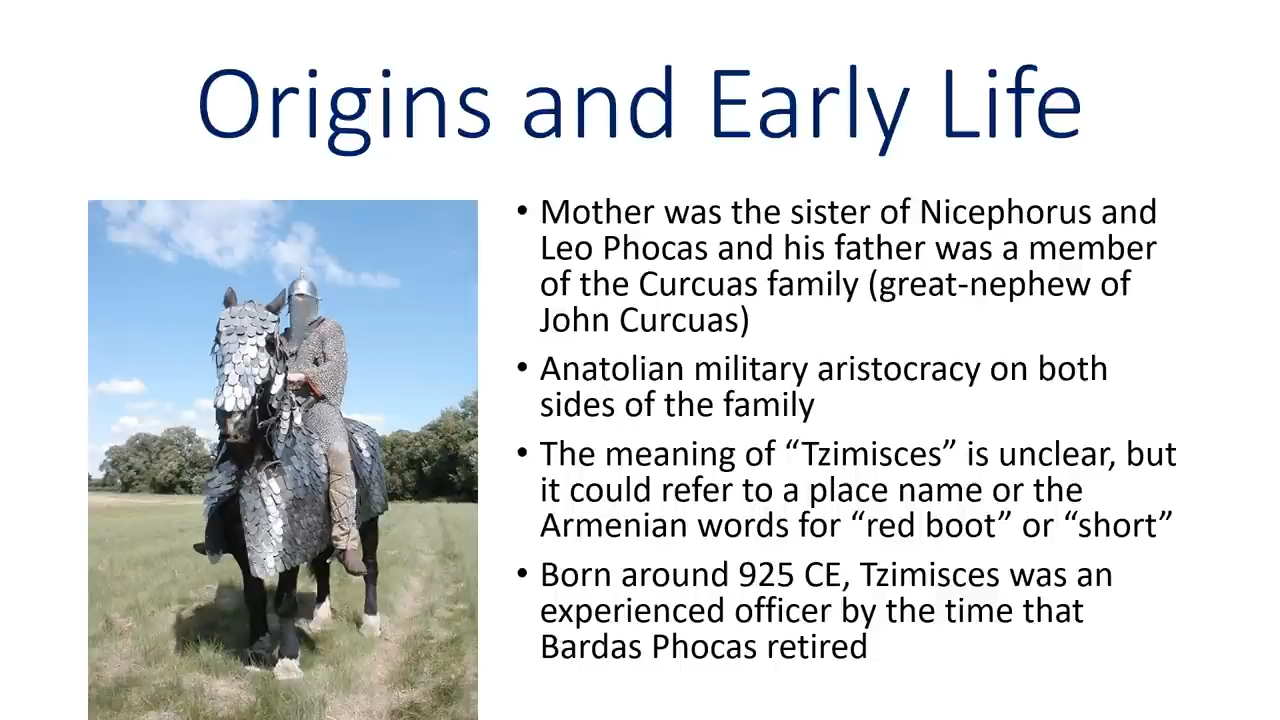 Origins and Early Life
• Mother was the sister of Nicephorus and
Leo Phocas and his father was a member
of the Curcuas family (great-nephew of
John Curcuas)
• Anatolian military aristocracy on both
sides of the family
• The meaning of “Tzimisces” is unclear, but
it could refer to a place name or the
Armenian words for “red boot” or “short”
• Born around 925 CE, Tzimisces was an
experienced officer by the time that
Bardas Phocas retired